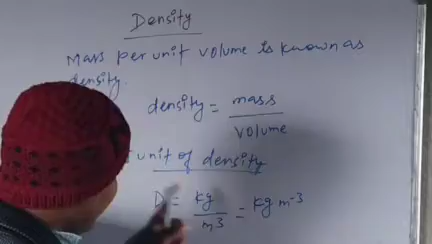 Density
Mass per unit volume is known as
density.
density = mass / volume
unit of density
D = kg / m³ = kg m⁻³